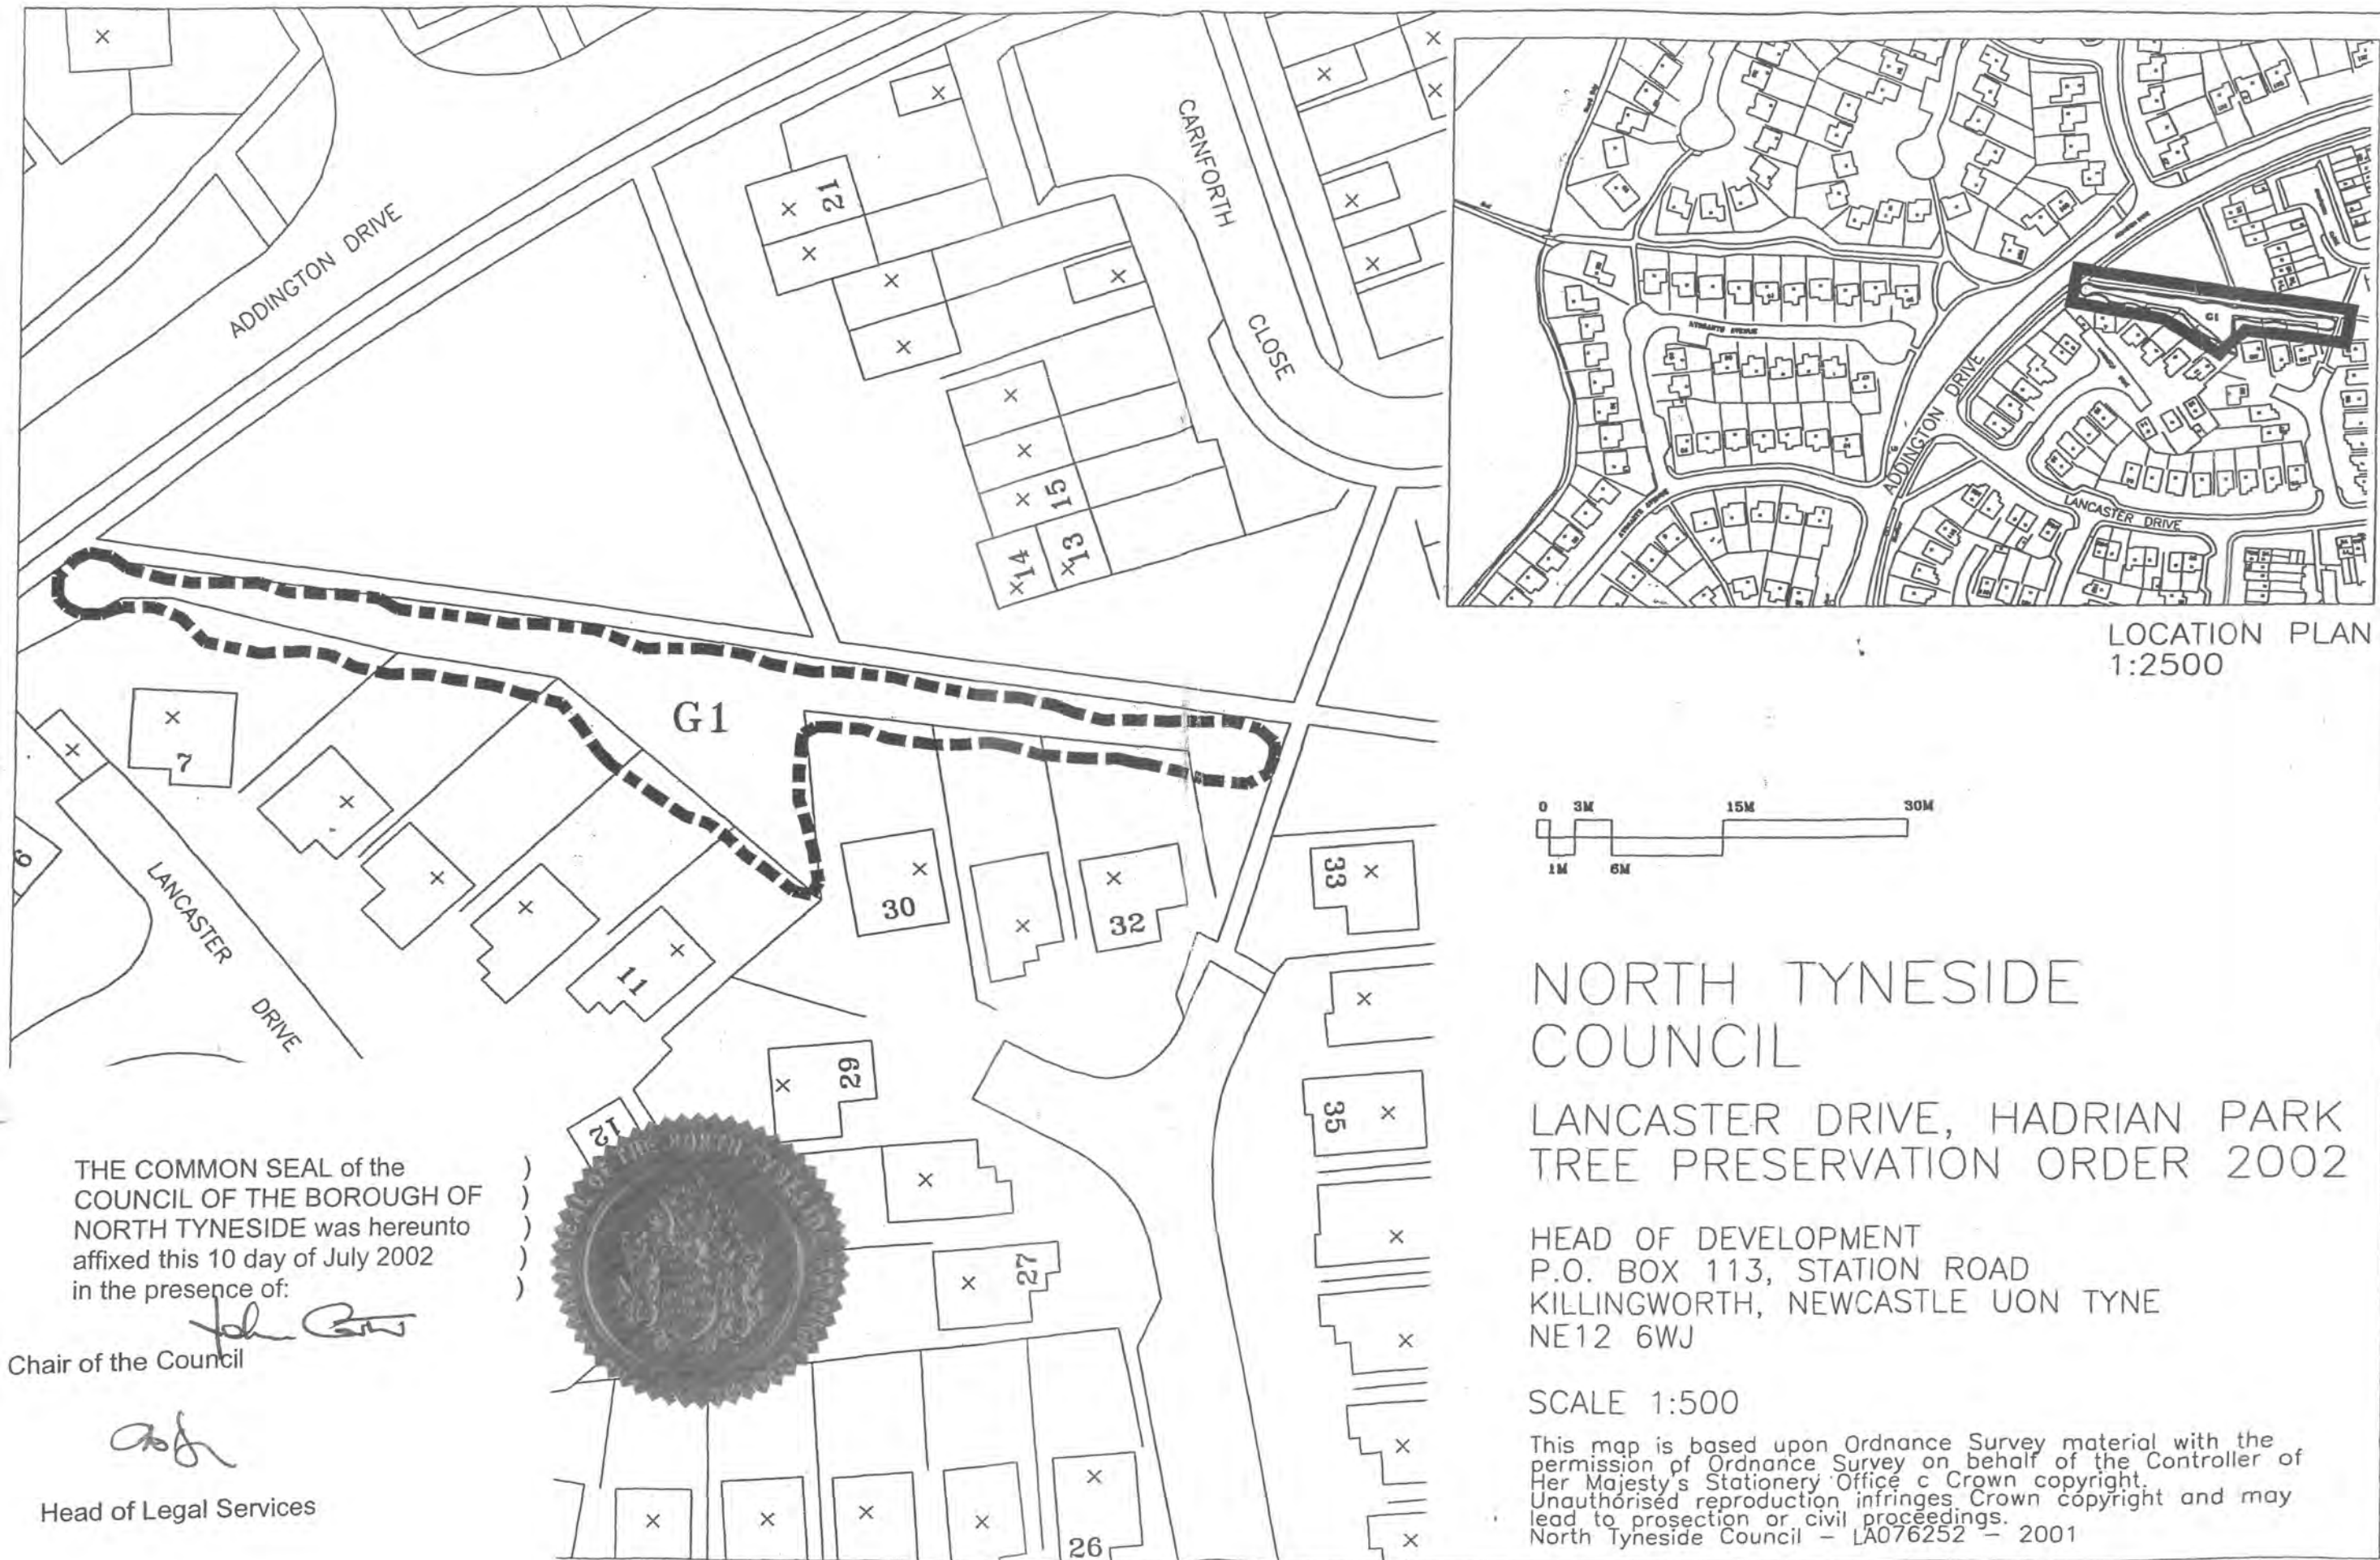 ADDINGTON DRIVE
CARNFORTH
CLOSE
21
15
13
14
G1
7
6
LANCASTER
DRIVE
11
30
32
33
35
29
12
27
26
ADDINGTON DRIVE
LANCASTER DRIVE
G1
LOCATION PLAN
1:2500
0 3M 15M 30M
1M 6M
NORTH TYNESIDE
COUNCIL
LANCASTER DRIVE, HADRIAN PARK
TREE PRESERVATION ORDER 2002
HEAD OF DEVELOPMENT
P.O. BOX 113, STATION ROAD
KILLINGWORTH, NEWCASTLE UON TYNE
NE12 6WJ
SCALE 1:500
This map is based upon Ordnance Survey material with the
permission of Ordnance Survey on behalf of the Controller of
Her Majesty's Stationery Office c Crown copyright.
Unauthorised reproduction infringes Crown copyright and may
lead to prosection or civil proceedings.
North Tyneside Council – LA076252 – 2001
THE COMMON SEAL of the )
COUNCIL OF THE BOROUGH OF )
NORTH TYNESIDE was hereunto )
affixed this 10 day of July 2002 )
in the presence of: )
Chair of the Council
Head of Legal Services